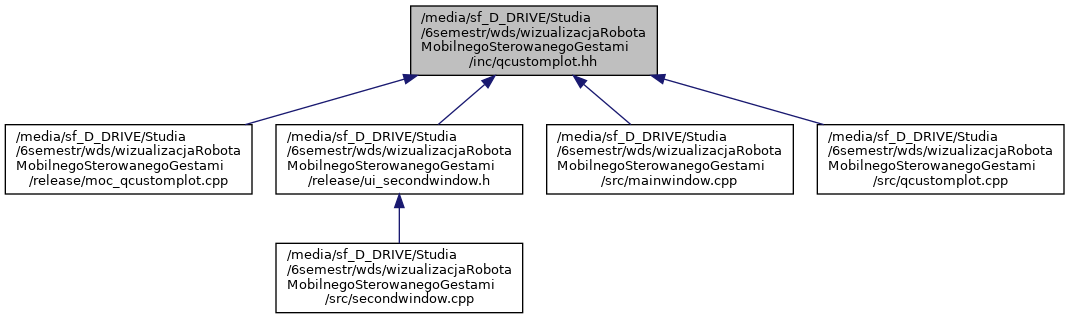 /media/sf_D_DRIVE/Studia
/6semestr/wds/wizualizacjaRobota
MobilnegoSterowanegoGestami
/inc/qcustomplot.hh
/media/sf_D_DRIVE/Studia
/6semestr/wds/wizualizacjaRobota
MobilnegoSterowanegoGestami
/release/moc_qcustomplot.cpp
/media/sf_D_DRIVE/Studia
/6semestr/wds/wizualizacjaRobota
MobilnegoSterowanegoGestami
/release/ui_secondwindow.h
/media/sf_D_DRIVE/Studia
/6semestr/wds/wizualizacjaRobota
MobilnegoSterowanegoGestami
/src/mainwindow.cpp
/media/sf_D_DRIVE/Studia
/6semestr/wds/wizualizacjaRobota
MobilnegoSterowanegoGestami
/src/qcustomplot.cpp
/media/sf_D_DRIVE/Studia
/6semestr/wds/wizualizacjaRobota
MobilnegoSterowanegoGestami
/src/secondwindow.cpp